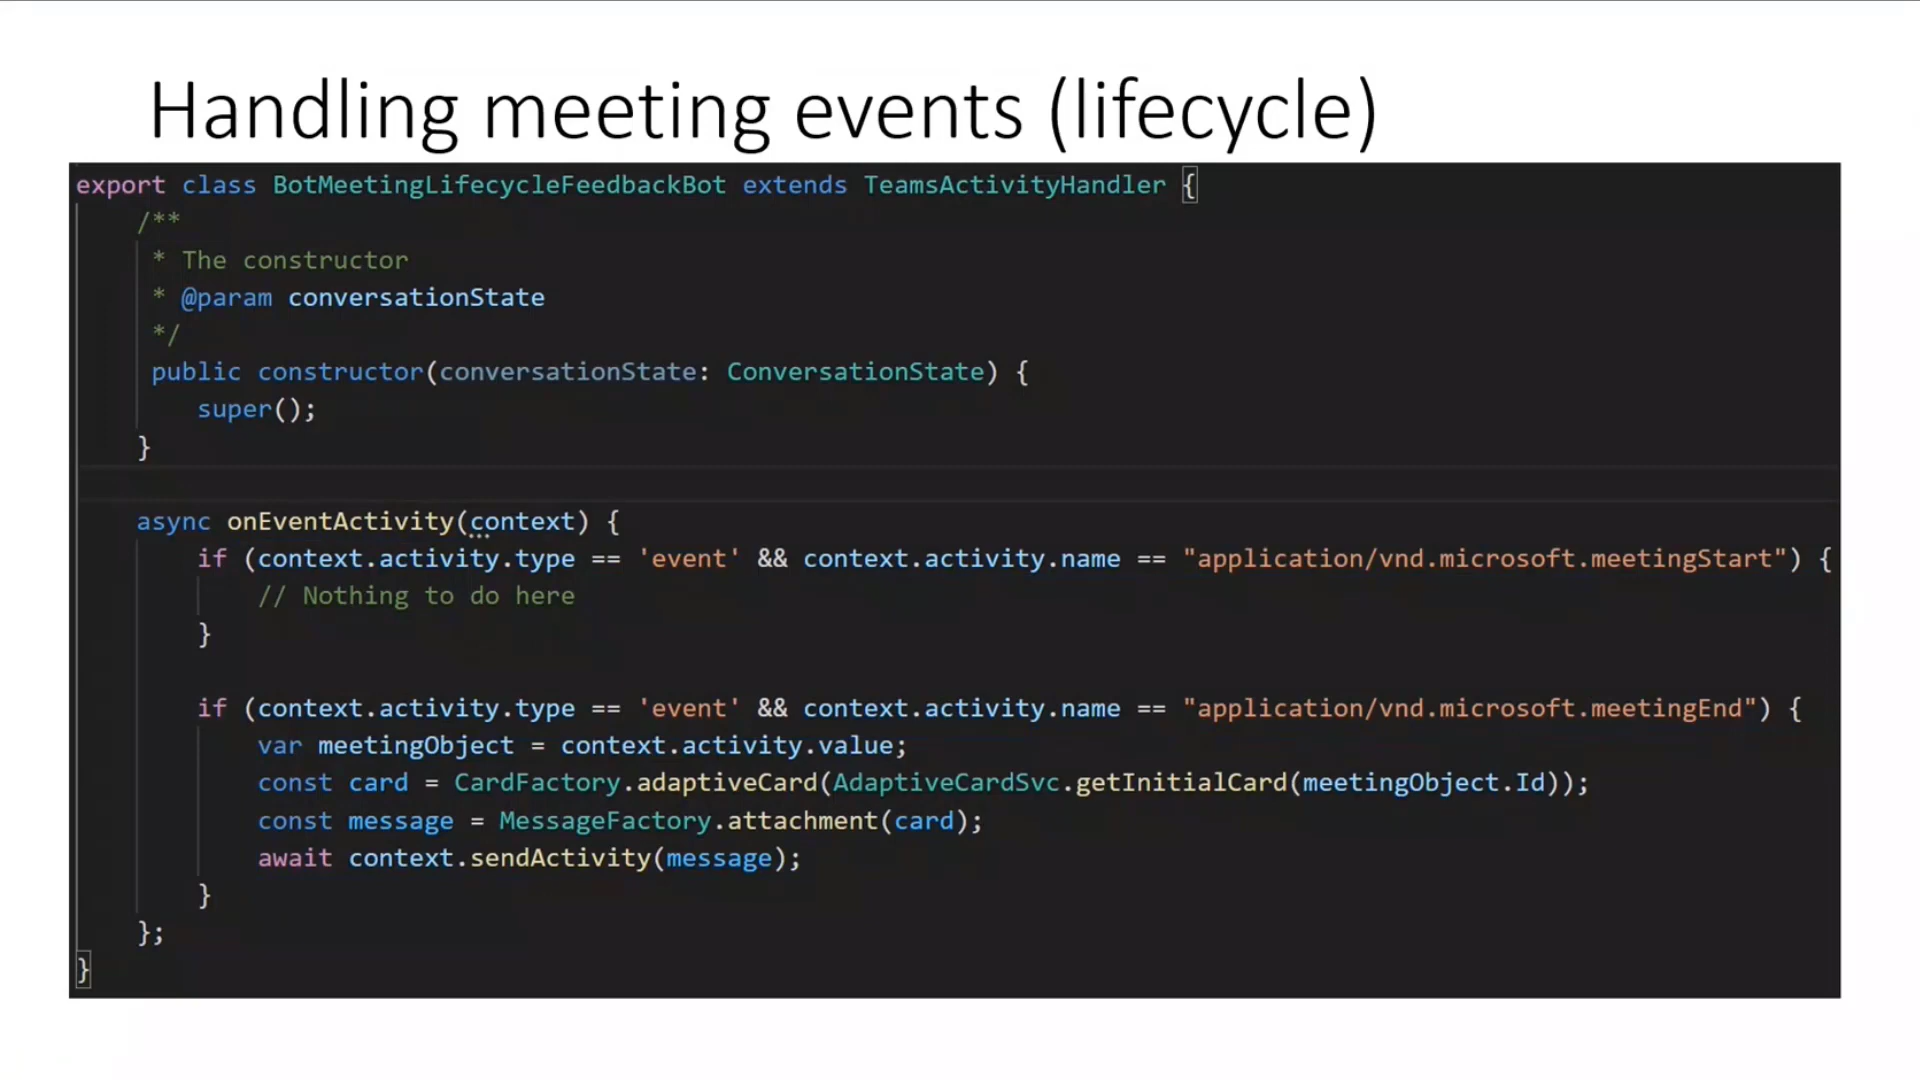 Handling meeting events (lifecycle)
export class BotMeetingLifecycleFeedbackBot extends TeamsActivityHandler {
/**
* The constructor
* @param conversationState
*/
public constructor(conversationState: ConversationState) {
super();
}
async onEventActivity(context) {
if (context.activity.type == 'event' && context.activity.name == "application/vnd.microsoft.meetingStart") {
// Nothing to do here
}
if (context.activity.type == 'event' && context.activity.name == "application/vnd.microsoft.meetingEnd") {
var meetingObject = context.activity.value;
const card = CardFactory.adaptiveCard(AdaptiveCardSvc.getInitialCard(meetingObject.Id));
const message = MessageFactory.attachment(card);
await context.sendActivity(message);
}
};
}